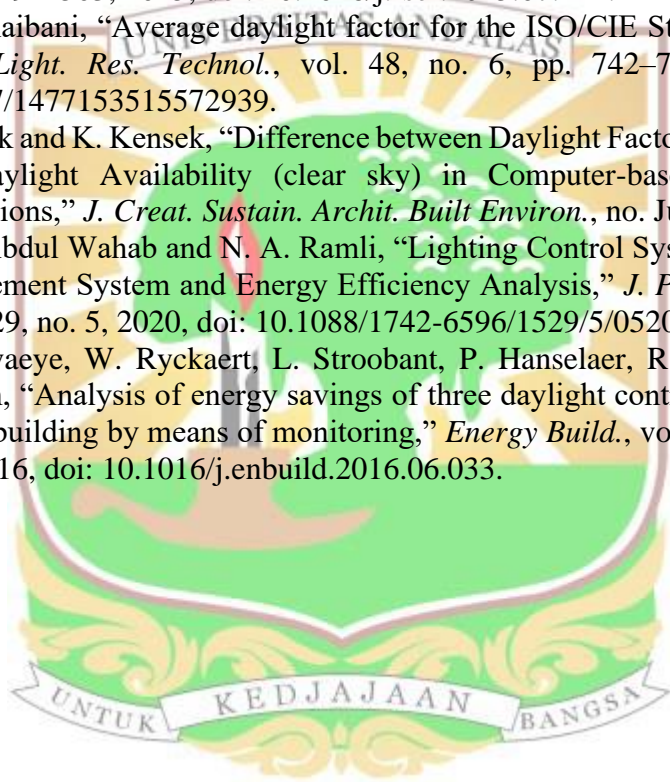 UNIVERSITAS ANDALAS
aibani, “Average daylight factor for the ISO/CIE St
Light. Res. Technol., vol. 48, no. 6, pp. 742–7
/1477153515572939.
k and K. Kensek, “Difference between Daylight Facto
aylight Availability (clear sky) in Computer-base
ions,” J. Creat. Sustain. Archit. Built Environ., no. Ju
Abdul Wahab and N. A. Ramli, “Lighting Control Sys
ement System and Energy Efficiency Analysis,” J. P
29, no. 5, 2020, doi: 10.1088/1742-6596/1529/5/0520
vaeye, W. Ryckaert, L. Stroobant, P. Hanselaer, R
n, “Analysis of energy savings of three daylight cont
building by means of monitoring,” Energy Build., vo
16, doi: 10.1016/j.enbuild.2016.06.033.
UNTUK KEDJAJAAN BANGSA